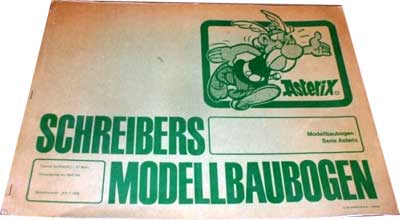 Asterix
SCHREIBERS
Modellbaubogen-
Serie Asterix
MODELLBAUBOGEN